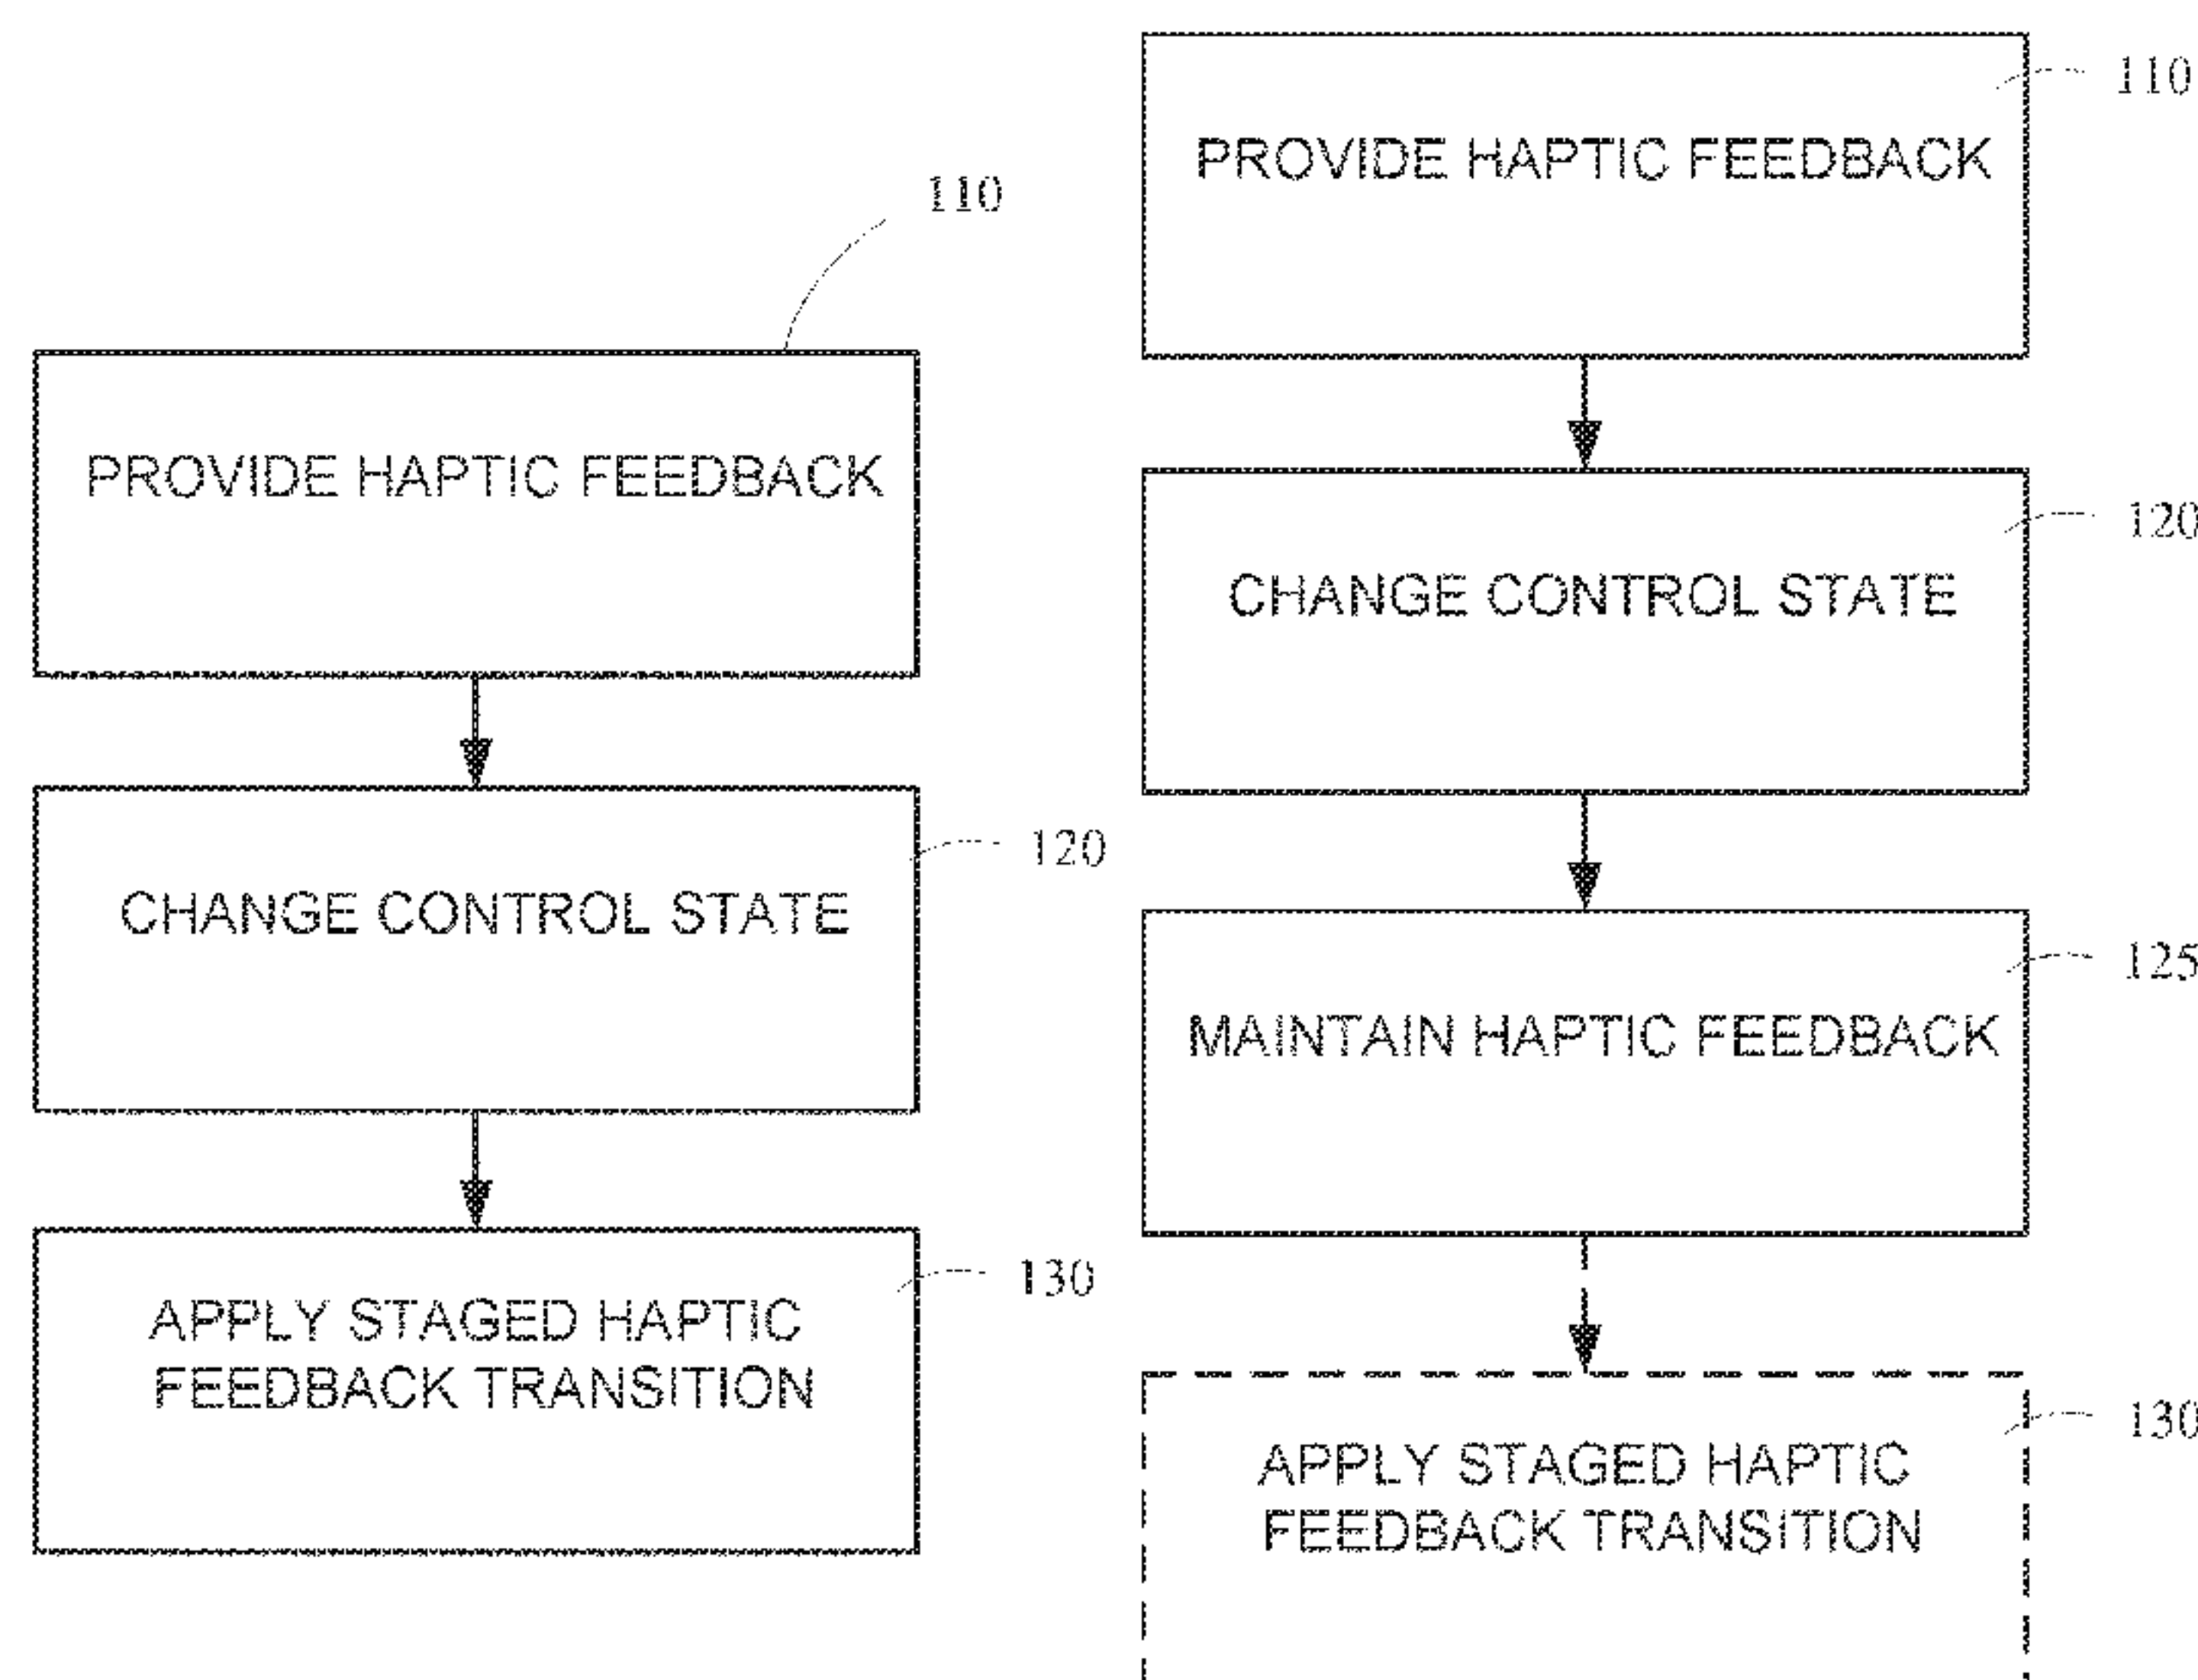 110
PROVIDE HAPTIC FEEDBACK
CHANGE CONTROL STATE
120
APPLY STAGED HAPTIC
FEEDBACK TRANSITION
130
110
PROVIDE HAPTIC FEEDBACK
120
CHANGE CONTROL STATE
125
MAINTAIN HAPTIC FEEDBACK
130
APPLY STAGED HAPTIC
FEEDBACK TRANSITION